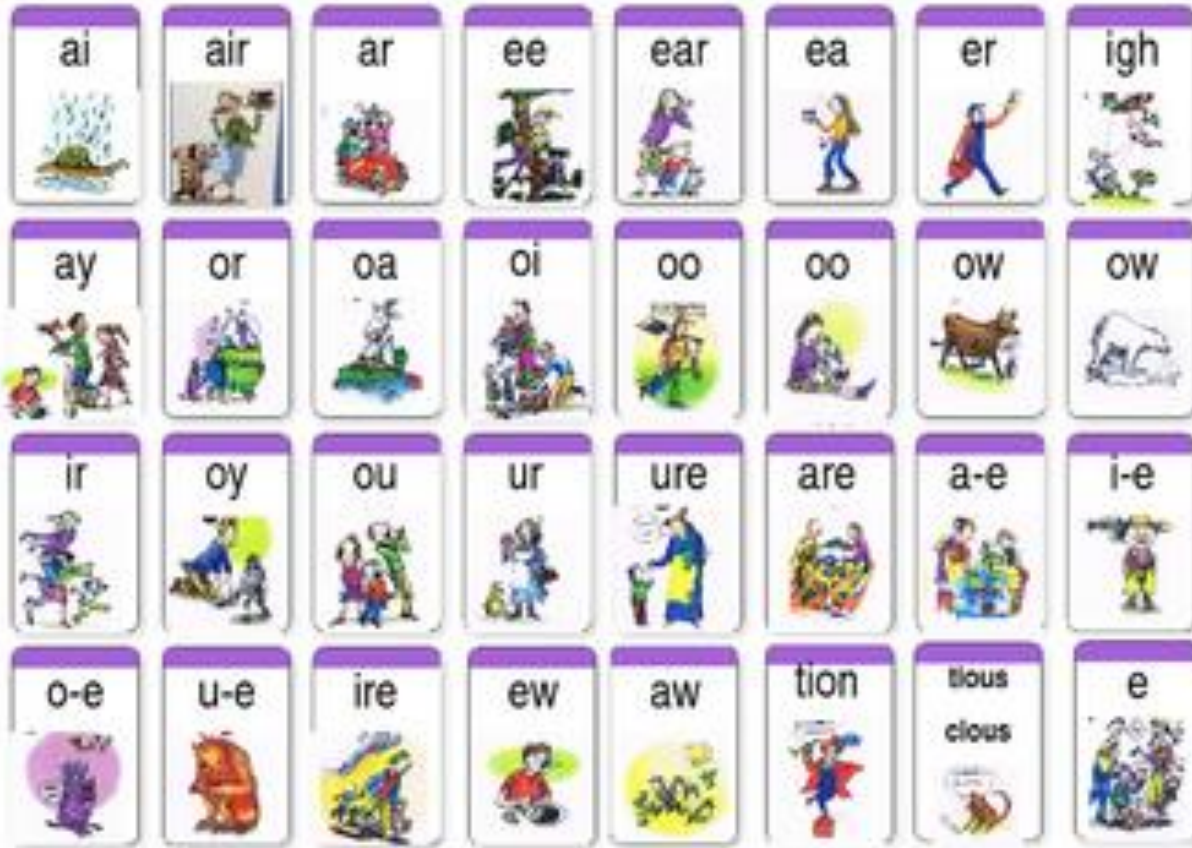 ai air ar ee ear ea er igh
ay or oa oi oo oo ow ow
ir oy ou ur ure are a-e i-e
o-e u-e ire ew aw tion tious e
cious